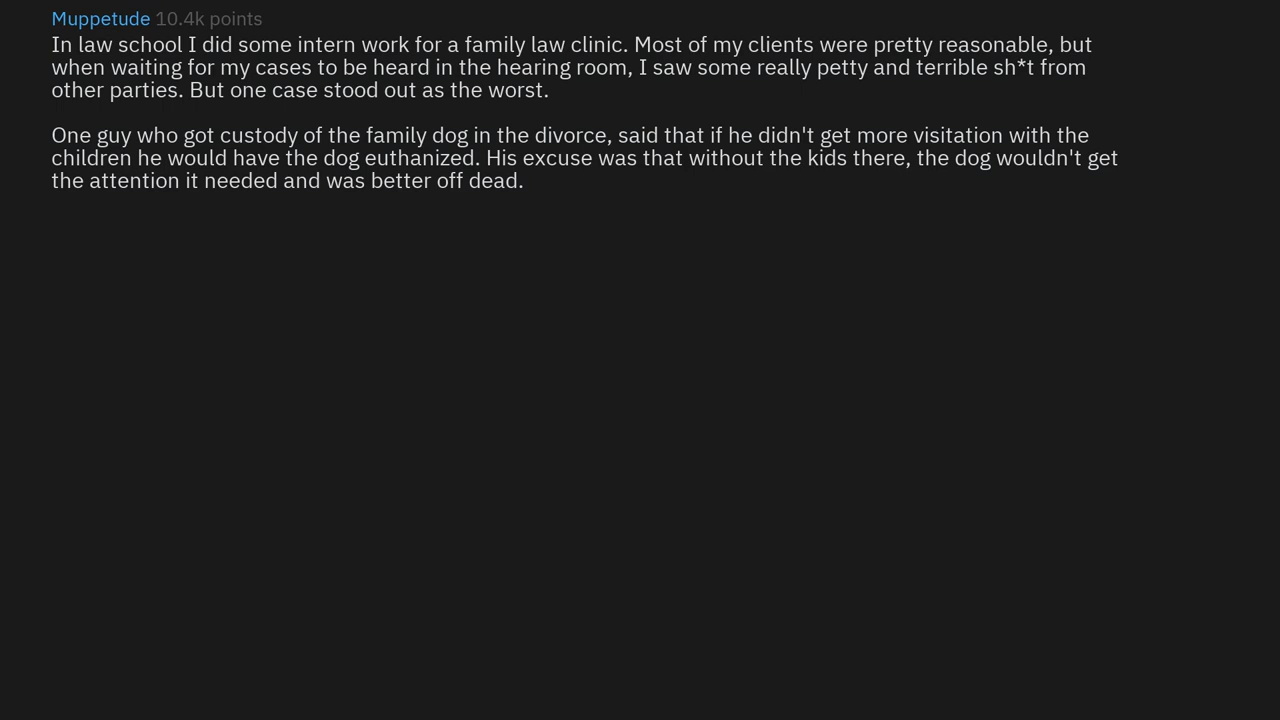 Muppetude 10.4k points
In law school I did some intern work for a family law clinic. Most of my clients were pretty reasonable, but
when waiting for my cases to be heard in the hearing room, I saw some really petty and terrible sh*t from
other parties. But one case stood out as the worst.
One guy who got custody of the family dog in the divorce, said that if he didn't get more visitation with the
children he would have the dog euthanized. His excuse was that without the kids there, the dog wouldn't get
the attention it needed and was better off dead.